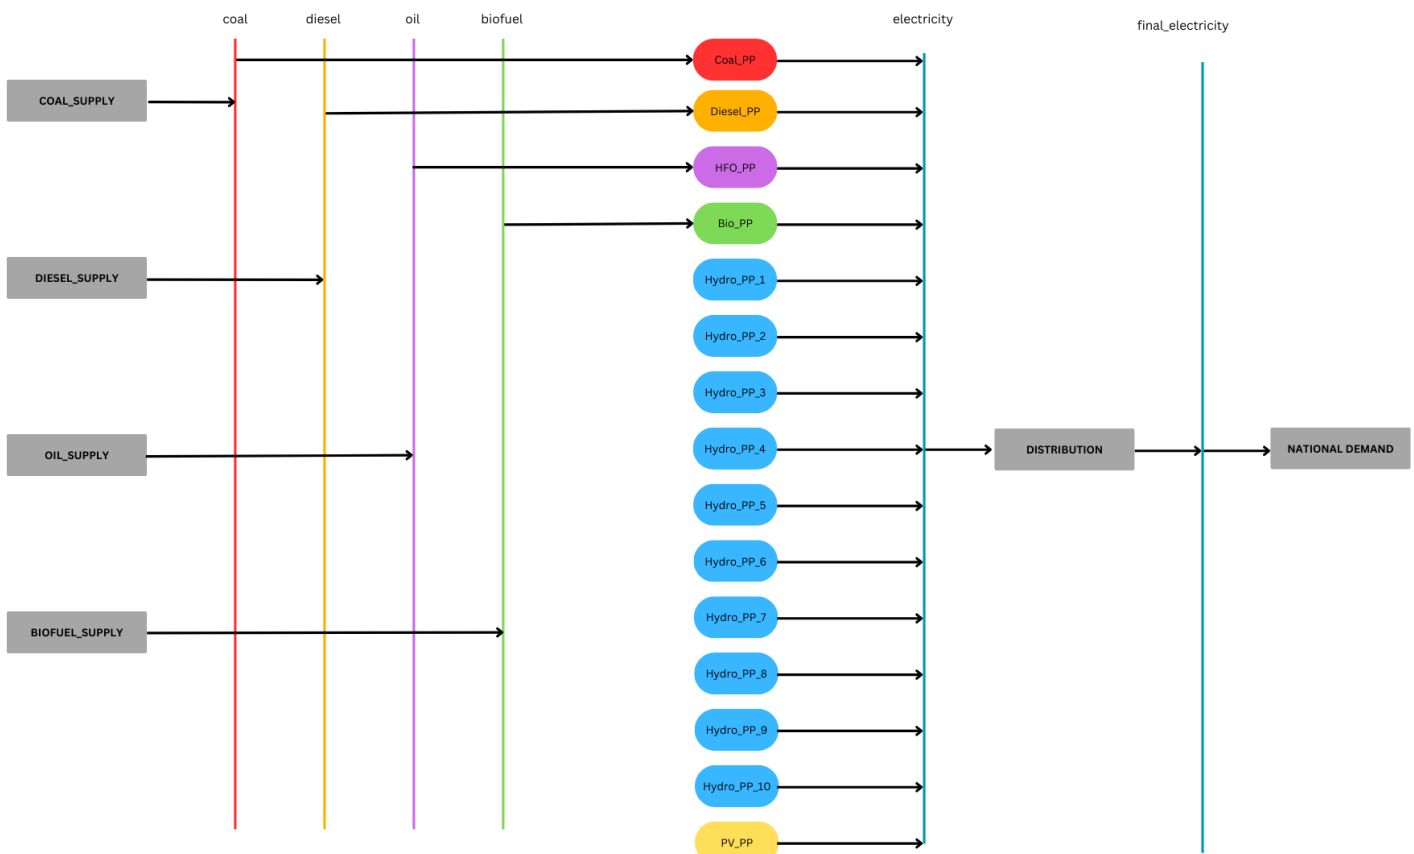 coal
diesel
oil
biofuel
electricity
final_electricity
COAL_SUPPLY
DIESEL_SUPPLY
OIL_SUPPLY
BIOFUEL_SUPPLY
Coal_PP
Diesel_PP
HFO_PP
Bio_PP
Hydro_PP_1
Hydro_PP_2
Hydro_PP_3
Hydro_PP_4
Hydro_PP_5
Hydro_PP_6
Hydro_PP_7
Hydro_PP_8
Hydro_PP_9
Hydro_PP_10
PV_PP
DISTRIBUTION
NATIONAL DEMAND